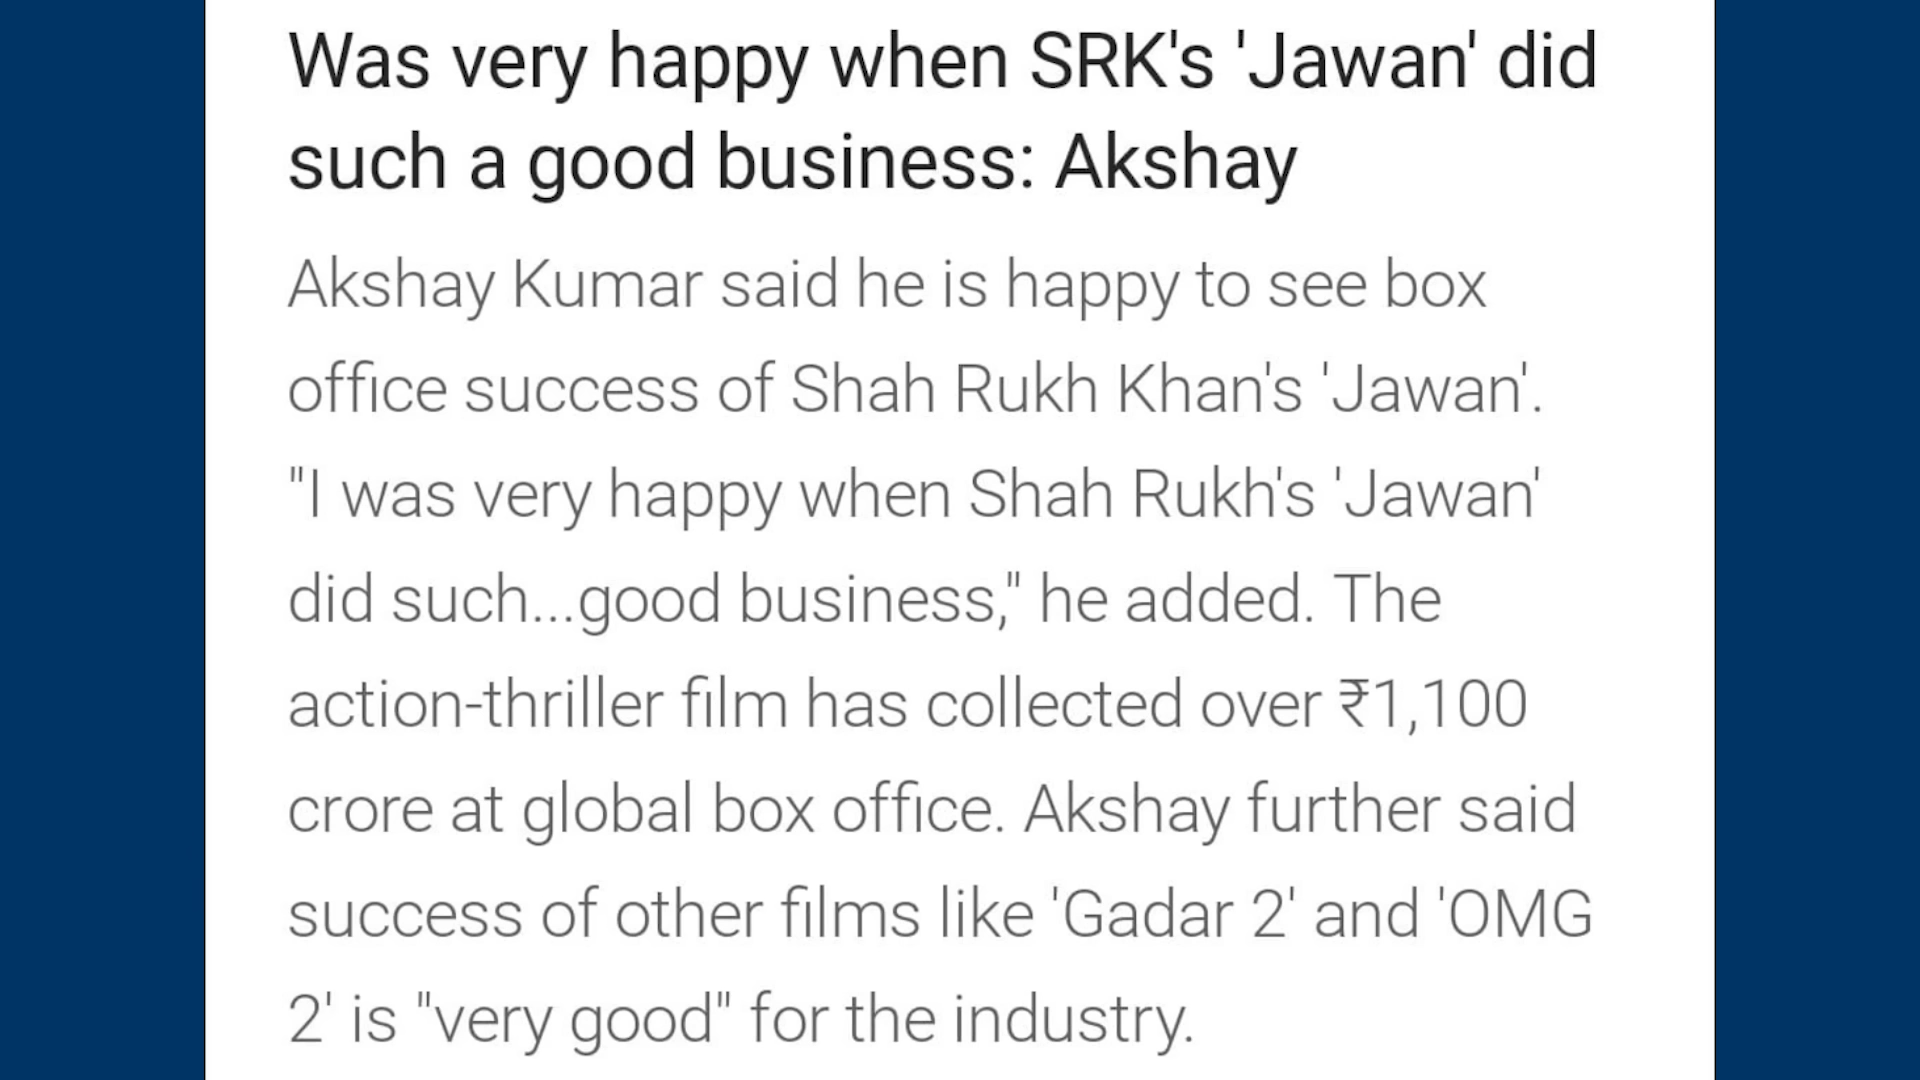 Was very happy when SRK's 'Jawan' did
such a good business: Akshay
Akshay Kumar said he is happy to see box
office success of Shah Rukh Khan's 'Jawan'.
"I was very happy when Shah Rukh's 'Jawan'
did such...good business," he added. The
action-thriller film has collected over ₹1,100
crore at global box office. Akshay further said
success of other films like 'Gadar 2' and 'OMG
2' is "very good" for the industry.